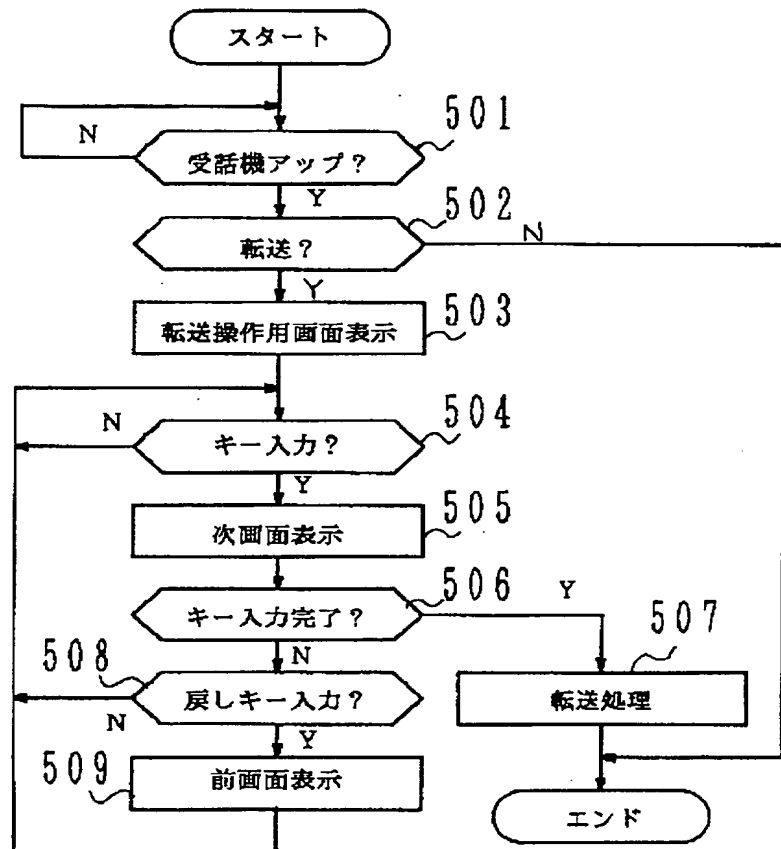 スタート
501
N
受話機アップ?
Y
502
転送?
N
Y
503
転送操作用画面表示
504
N
キー入力?
Y
505
次画面表示
506
キー入力完了?
Y
N
507
508
戻しキー入力?
転送処理
N
Y
509
前画面表示
エンド